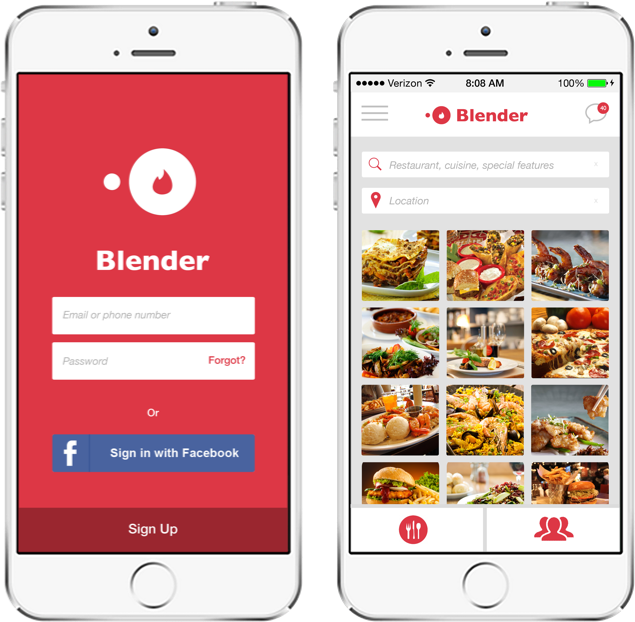 Blender
Email or phone number
Password
Forgot?
Or
f Sign in with Facebook
Sign Up
Verizon 8:08 AM 100%
Blender
40
Restaurant, cuisine, special features x
Location x